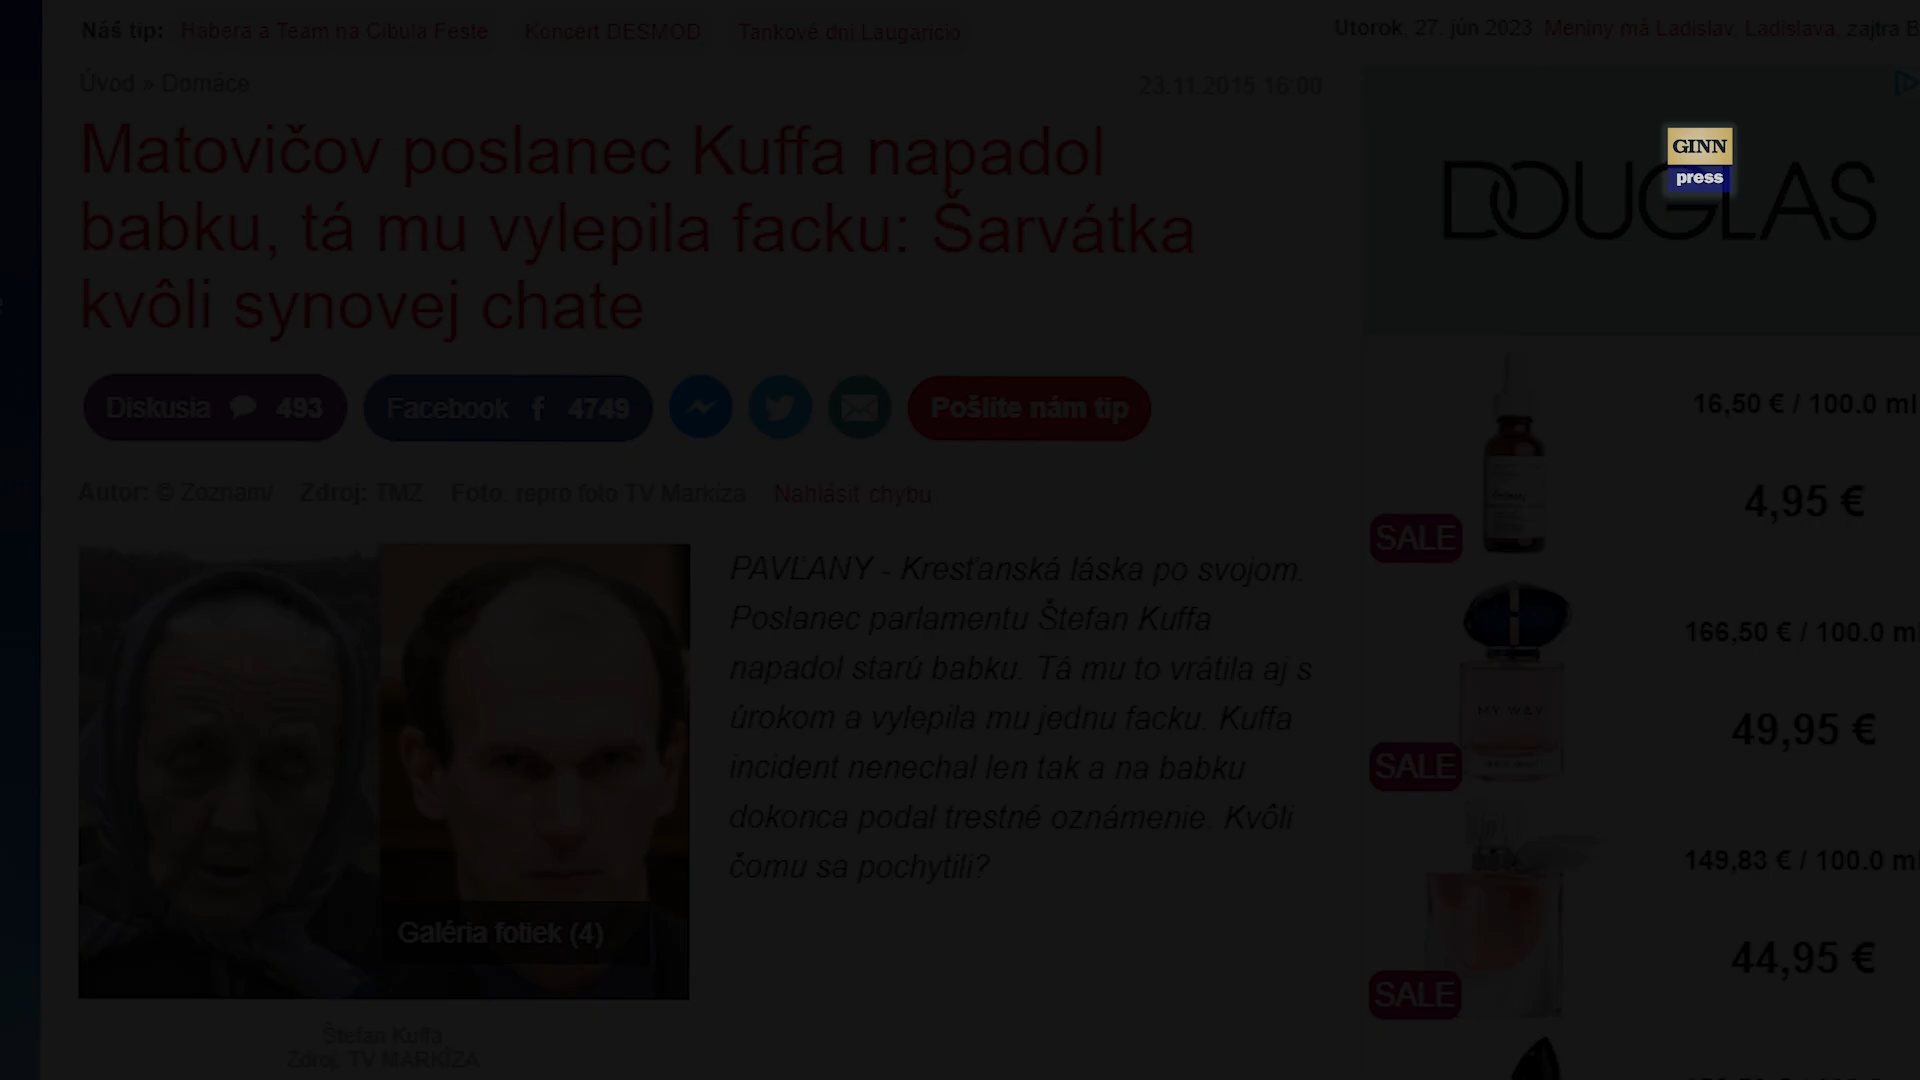 Náš tip: Habera a Team na Cibula Feste Koncert DESMOD Tankové dni Laugaricio
Utorok, 27. jún 2023 Meniny má Ladislav, Ladislava, zajtra
Úvod » Domáce
23.11.2015 16:00
Matovičov poslanec Kuffa napadol
babku, tá mu vylepila facku: Šarvátka
kvôli synovej chate
Diskusia 493
Facebook f 4749
Pošlite nám tip
Autor: © Zoznam/ Zdroj: TMZ Foto: repro foto TV Markíza Nahlásiť chybu
PAVĽANY - Kresťanská láska po svojom.
Poslanec parlamentu Štefan Kuffa
napadol starú babku. Tá mu to vrátila aj s
úrokom a vylepila mu jednu facku. Kuffa
incident nenechal len tak a na babku
dokonca podal trestné oznámenie. Kvôli
čomu sa pochytili?
Galéria fotiek (4)
Štefan Kuffa
Zdroj: TV MARKÍZA
GINN
press
DOUGLAS
16,50 € / 100.0 ml
4,95 €
SALE
166,50 € / 100.0 m
MY WAY
49,95 €
SALE
149,83 € / 100.0 m
44,95 €
SALE